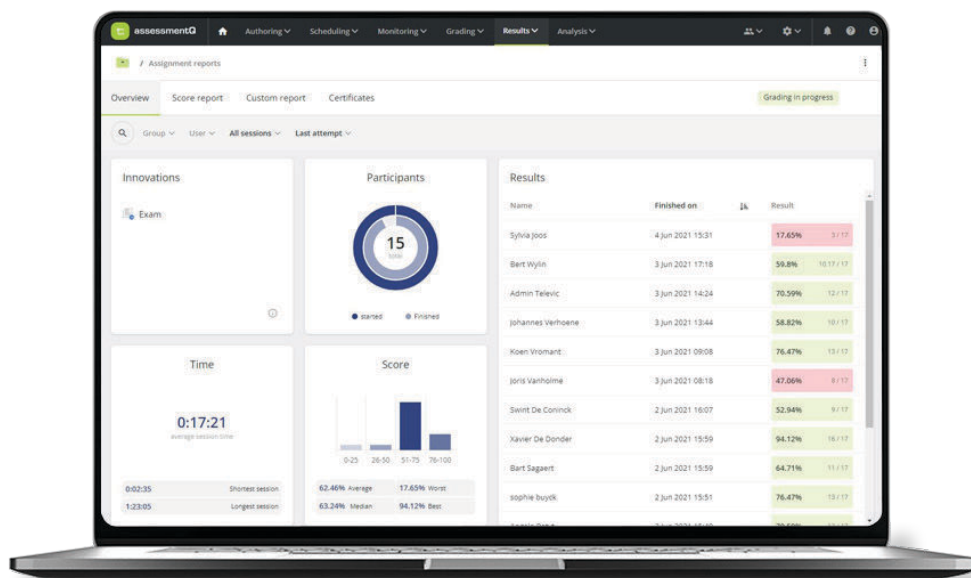 assessmentQ Authoring Scheduling Monitoring Grading Results Analysis
/ Assignment reports
Overview Score report Custom report Certificates Grading in progress
Group User All sessions Last attempt
Innovations
Exam
Participants
15
total
started Finished
Time
0:17:21
average session time
0:02:35 Shortest session
1:23:05 Longest session
Score
0-25 26-50 51-75 76-100
62.46% Average 17.65% Worst
63.24% Median 94.12% Best
Results
Name Finished on Result
Sylvia Joos 4 Jun 2021 15:31 17.65% 3 / 17
Bert Wylin 3 Jun 2021 17:18 59.8% 10.17 / 17
Admin Televic 3 Jun 2021 14:24 70.59% 12 / 17
Johannes Verhoene 3 Jun 2021 13:44 58.82% 10 / 17
Koen Vromant 3 Jun 2021 09:08 76.47% 13 / 17
Joris Vanholme 3 Jun 2021 08:18 47.06% 8 / 17
Swint De Coninck 2 Jun 2021 16:07 52.94% 9 / 17
Xavier De Donder 2 Jun 2021 15:59 94.12% 16 / 17
Bart Sagaert 2 Jun 2021 15:59 64.71% 11 / 17
sophie buyck 2 Jun 2021 15:51 76.47% 13 / 17